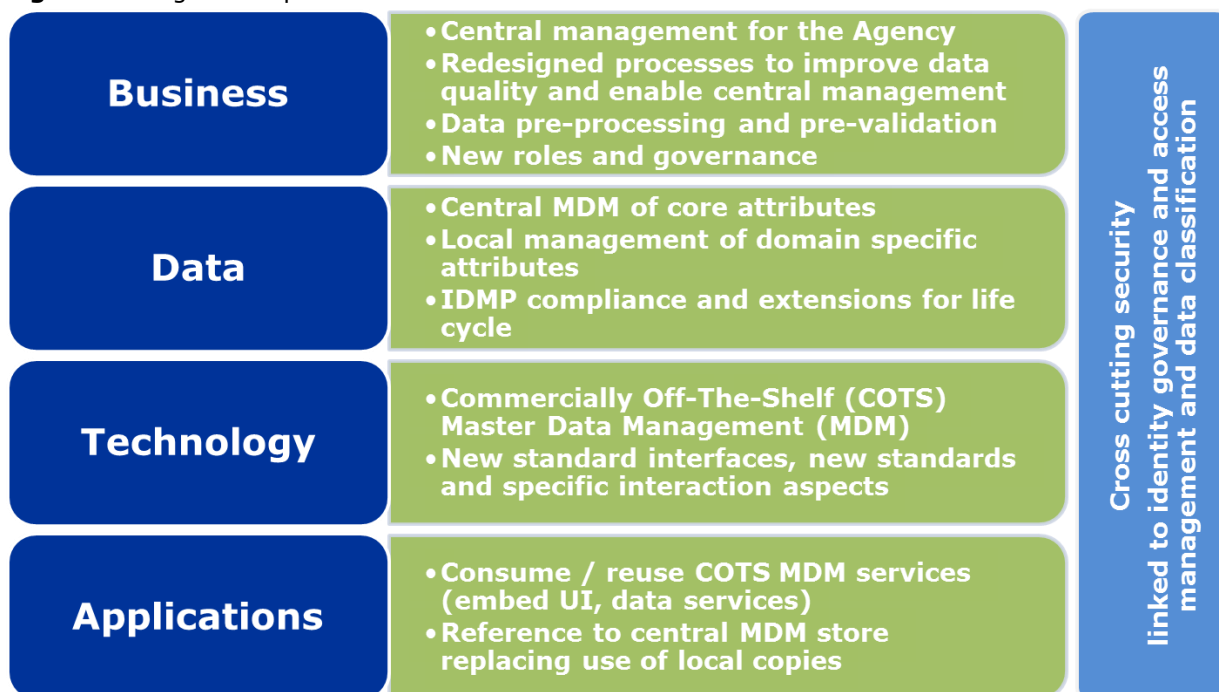 Business
•Central management for the Agency
•Redesigned processes to improve data
quality and enable central management
•Data pre-processing and pre-validation
•New roles and governance
Data
•Central MDM of core attributes
•Local management of domain specific
attributes
•IDMP compliance and extensions for life
cycle
Technology
•Commercially Off-The-Shelf (COTS)
Master Data Management (MDM)
•New standard interfaces, new standards
and specific interaction aspects
Applications
•Consume / reuse COTS MDM services
(embed UI, data services)
•Reference to central MDM store
replacing use of local copies
Cross cutting security
linked to identity governance and access
management and data classification